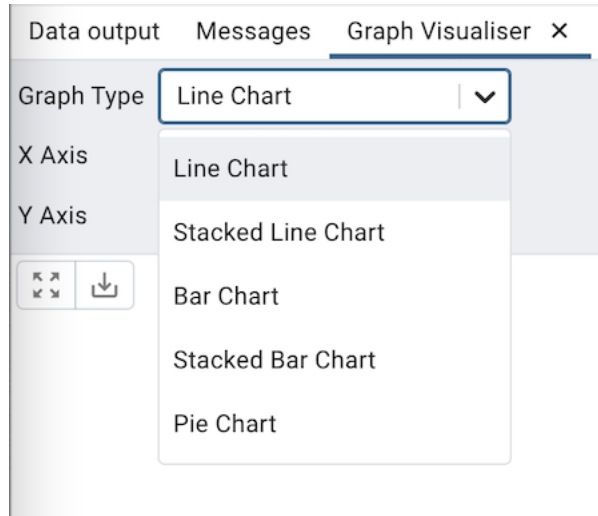 Data output Messages Graph Visualiser
Graph Type Line Chart
X Axis
Line Chart
Y Axis
Stacked Line Chart
Bar Chart
Stacked Bar Chart
Pie Chart